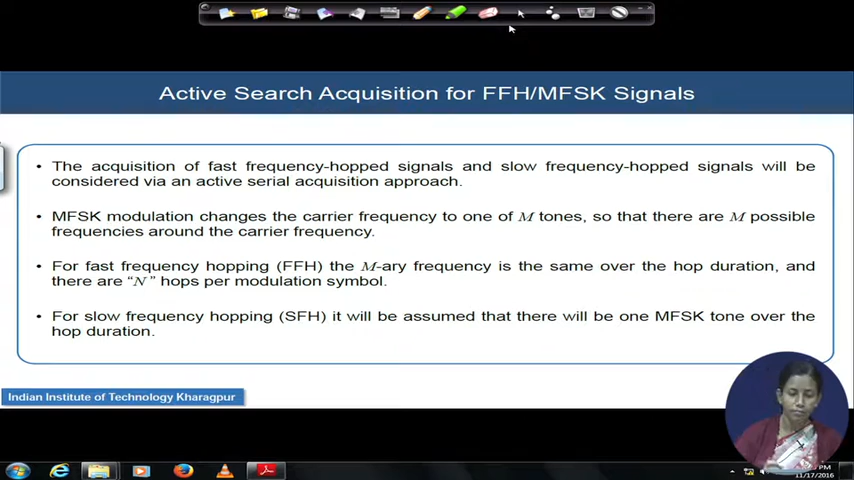 Active Search Acquisition for FFH/MFSK Signals
• The acquisition of fast frequency-hopped signals and slow frequency-hopped signals will be
considered via an active serial acquisition approach.
• MFSK modulation changes the carrier frequency to one of M tones, so that there are M possible
frequencies around the carrier frequency.
• For fast frequency hopping (FFH) the M-ary frequency is the same over the hop duration, and
there are “N” hops per modulation symbol.
• For slow frequency hopping (SFH) it will be assumed that there will be one MFSK tone over the
hop duration.
Indian Institute of Technology Kharagpur
PM
11/17/2016